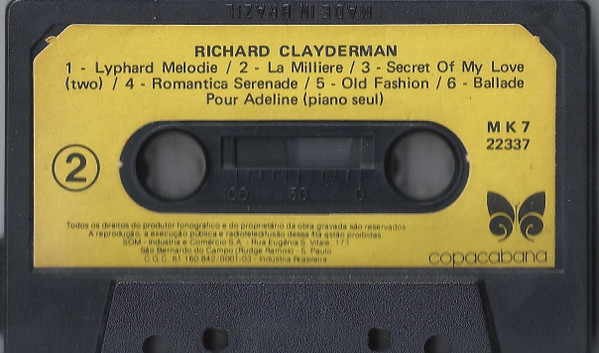 MADE IN BRAZIL
RICHARD CLAYDERMAN
1 - Lyphard Melodie / 2 - La Milliere / 3 - Secret Of My Love
(two) / 4 - Romantica Serenade / 5 - Old Fashion / 6 - Ballade
Pour Adeline (piano seul)
MK7
22337
2
100 50 0
Todos os direitos do produtor fonográfico e do proprietário da obra gravada são reservados
A reprodução, a execução pública e radioteledifusão dessa fita estão proibidas
SDM - Indústria e Comércio S.A. - Rua Eugênia S. Vitale, 173
São Bernardo do Campo (Rudge Ramos) - S. Paulo
C.G.C. 61.160.842/0001-03 - Indústria Brasileira
copacabana